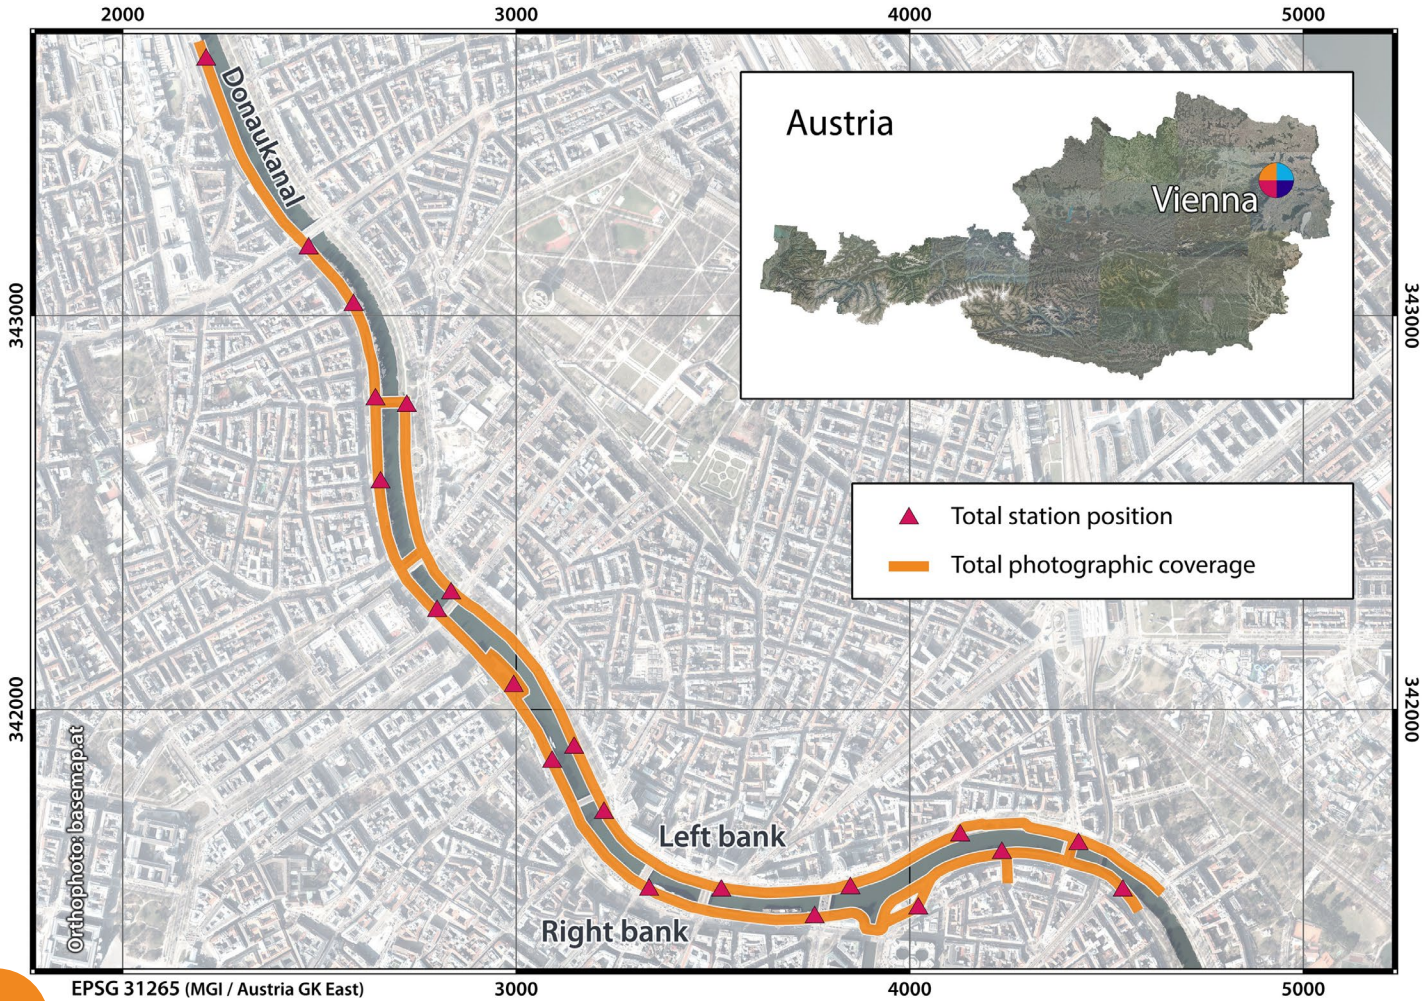 2000 3000 4000 5000
Donaukanal
Austria
Vienna
343000
343000
Total station position
Total photographic coverage
342000
342000
Orthophoto: basemap.at
Left bank
Right bank
EPSG 31265 (MGI / Austria GK East) 3000 4000 5000